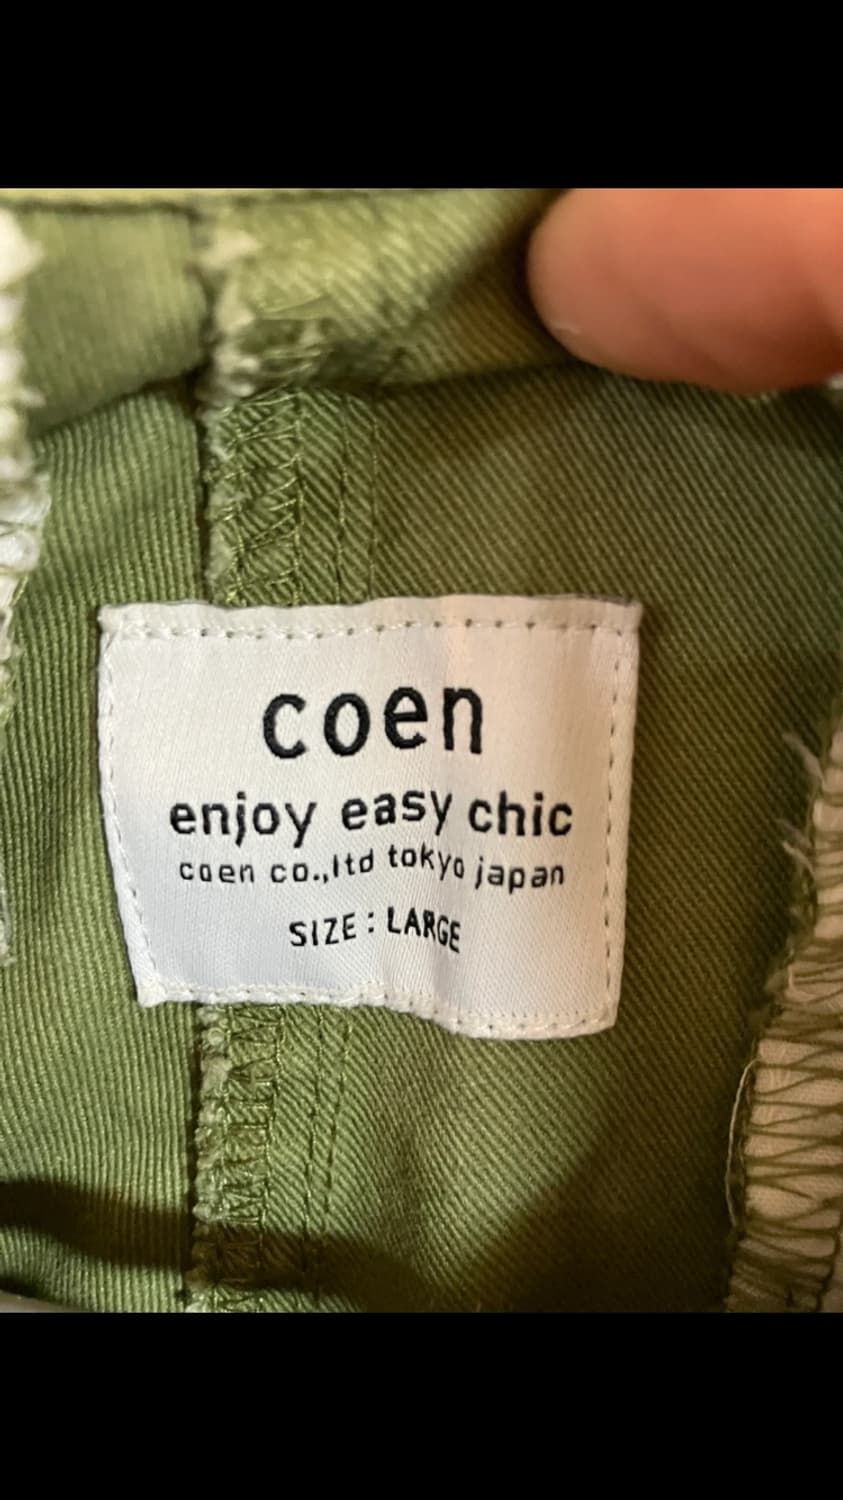 coen
enjoy easy chic
coen co.,ltd tokyo japan
SIZE : LARGE